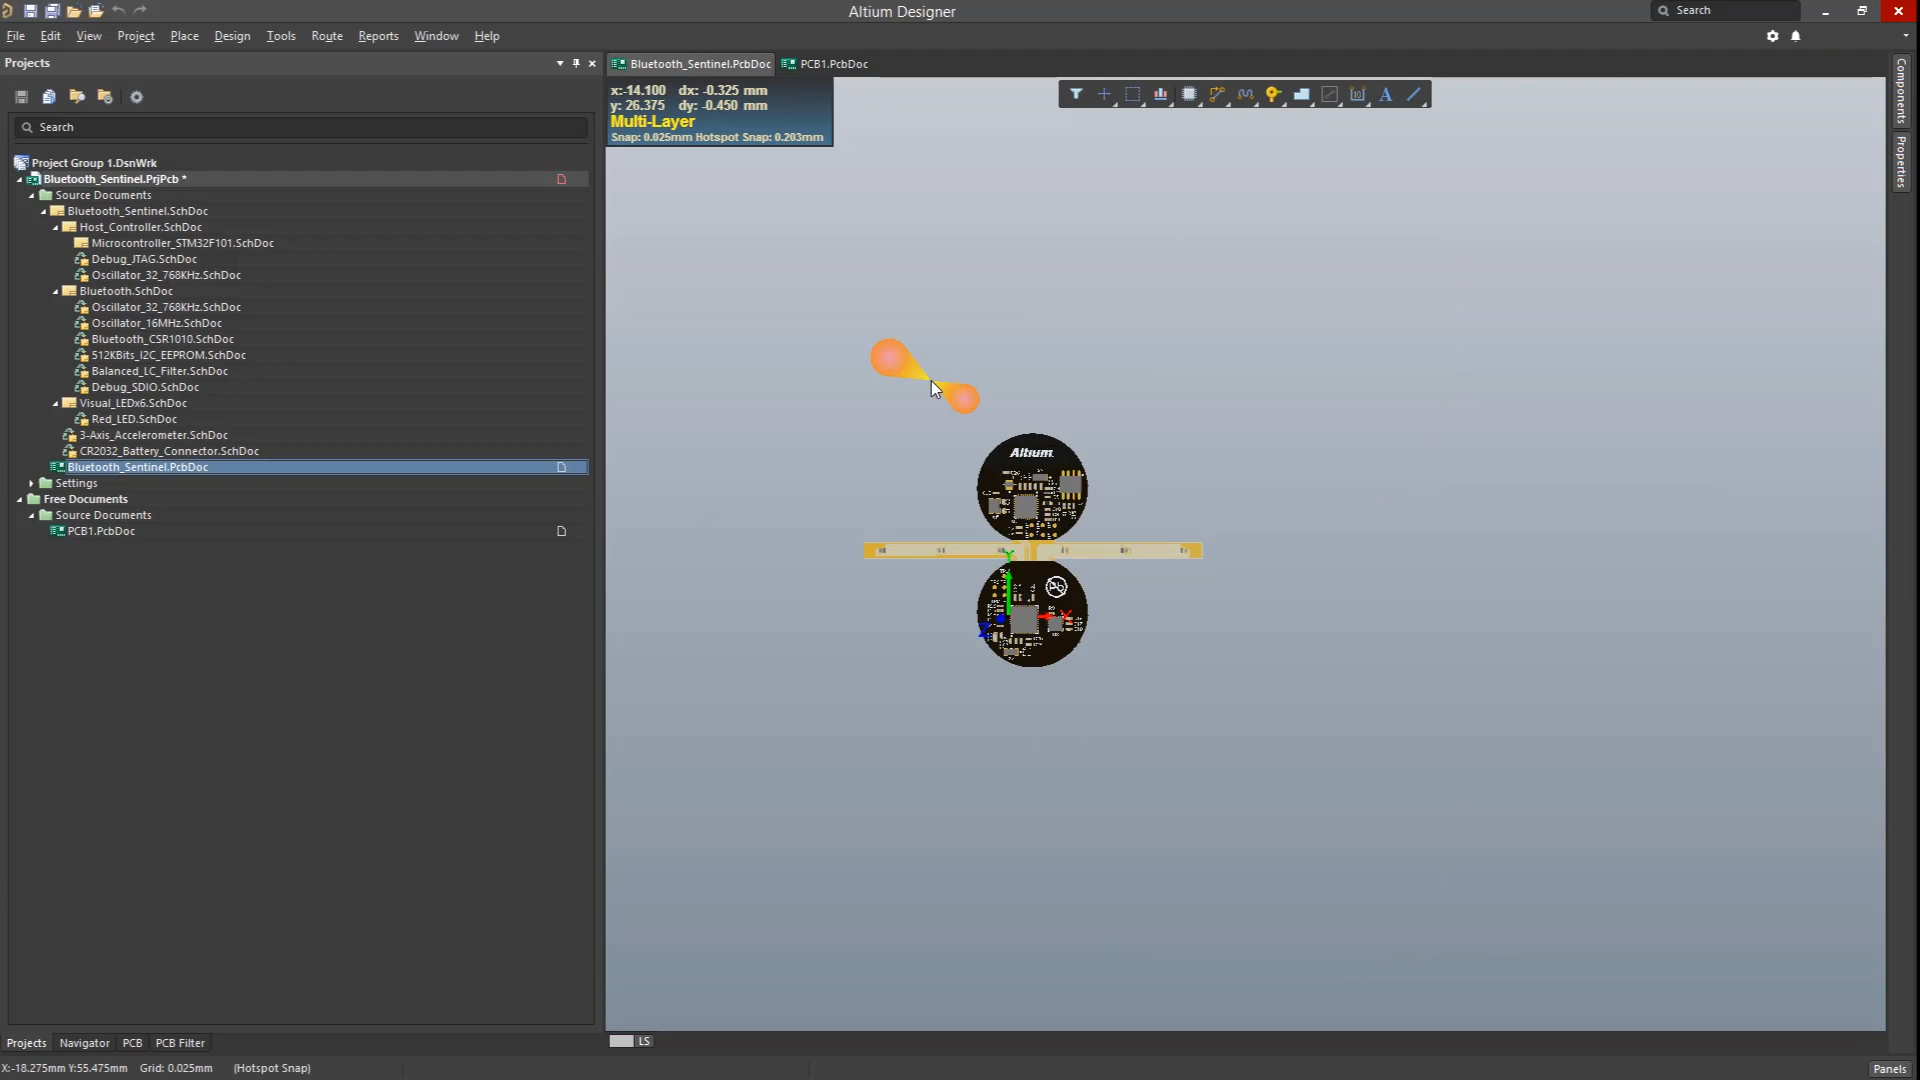 Altium Designer
Search
File Edit View Project Place Design Tools Route Reports Window Help
Projects
Bluetooth_Sentinel.PcbDoc
PCB1.PcbDoc
x:-14.100 dx: -0.325 mm
y: 26.375 dy: -0.450 mm
Multi-Layer
Snap: 0.025mm Hotspot Snap: 0.203mm
Components
Properties
Search
Project Group 1.DsnWrk
Bluetooth_Sentinel.PrjPcb *
Source Documents
Bluetooth_Sentinel.SchDoc
Host_Controller.SchDoc
Microcontroller_STM32F101.SchDoc
Debug_JTAG.SchDoc
Oscillator_32_768KHz.SchDoc
Bluetooth.SchDoc
Oscillator_32_768KHz.SchDoc
Oscillator_16MHz.SchDoc
Bluetooth_CSR1010.SchDoc
512KBits_I2C_EEPROM.SchDoc
Balanced_LC_Filter.SchDoc
Debug_SDIO.SchDoc
Visual_LEDx6.SchDoc
Red_LED.SchDoc
3-Axis_Accelerometer.SchDoc
CR2032_Battery_Connector.SchDoc
Bluetooth_Sentinel.PcbDoc
Settings
Free Documents
Source Documents
PCB1.PcbDoc
Altium
Y
Pb
X
Z
Projects Navigator PCB PCB Filter
LS
X:-18.275mm Y:55.475mm Grid: 0.025mm (Hotspot Snap)
Panels